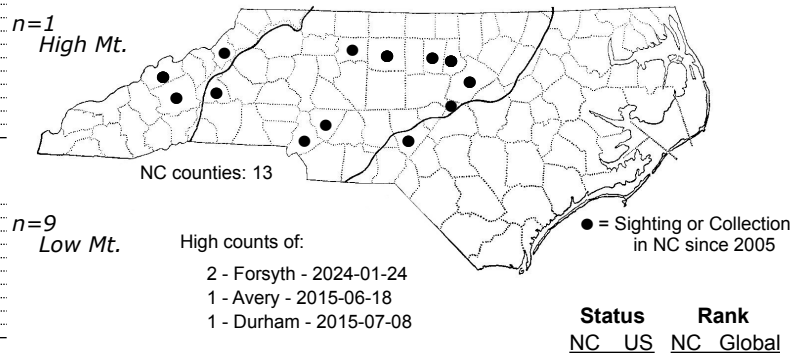 n=1
High Mt.
NC counties: 13
n=9
Low Mt.
High counts of:
2 - Forsyth - 2024-01-24
1 - Avery - 2015-06-18
1 - Durham - 2015-07-08
● = Sighting or Collection
in NC since 2005
Status Rank
NC US NC Global